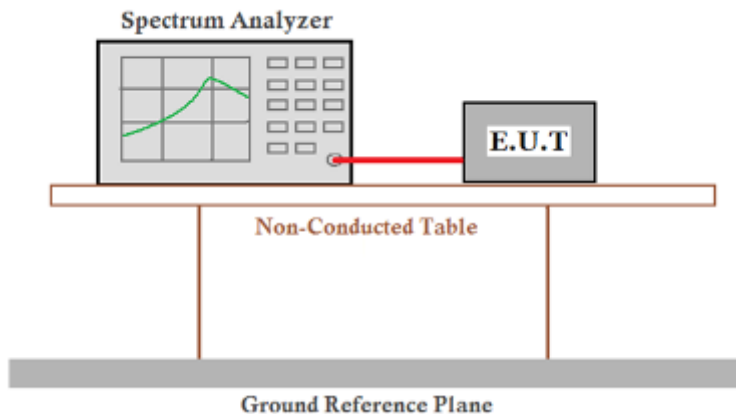 Spectrum Analyzer
E.U.T
Non-Conducted Table
Ground Reference Plane